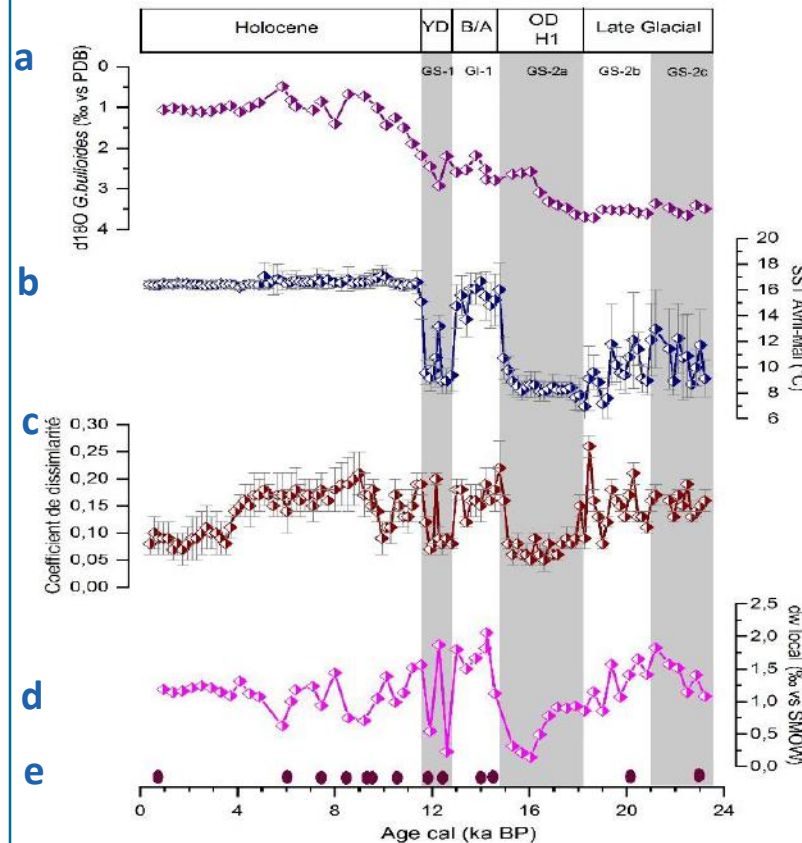 Holocene YD B/A OD H1 Late Glacial
GS-1 GI-1 GS-2a GS-2b GS-2c
a
0
1
2
3
4
d18O G.bulloides (‰ vs PDB)
b
20
18
16
14
12
10
8
6
SST Avril-Mai (°C)
c
0,30
0,25
0,20
0,15
0,10
0,05
0,00
Coefficient de dissimiarité
d
2,5
2,0
1,5
1,0
0,5
0,0
dw local (‰ vs SMOW)
e
0 4 8 12 16 20 24
Age cal (ka BP)